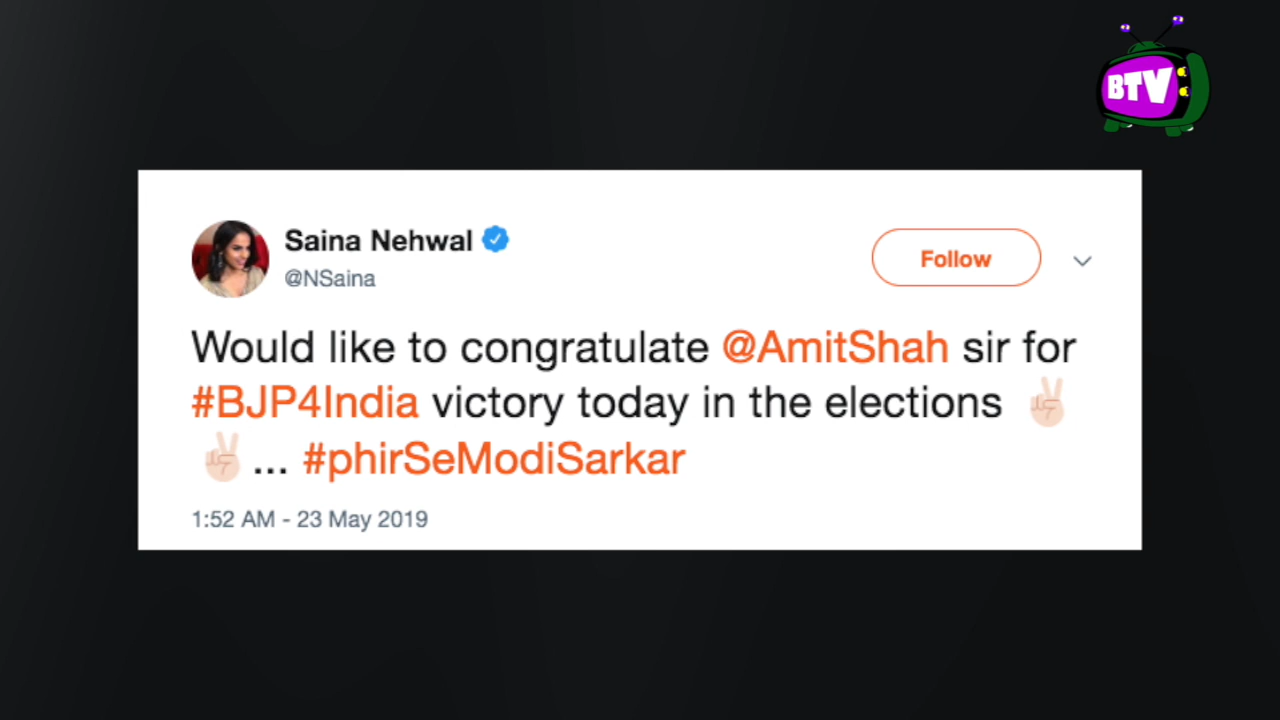 BTV
Saina Nehwal
@NSaina
Follow
Would like to congratulate @AmitShah sir for
#BJP4India victory today in the elections ✌🏻
✌🏻... #phirSeModiSarkar
1:52 AM - 23 May 2019